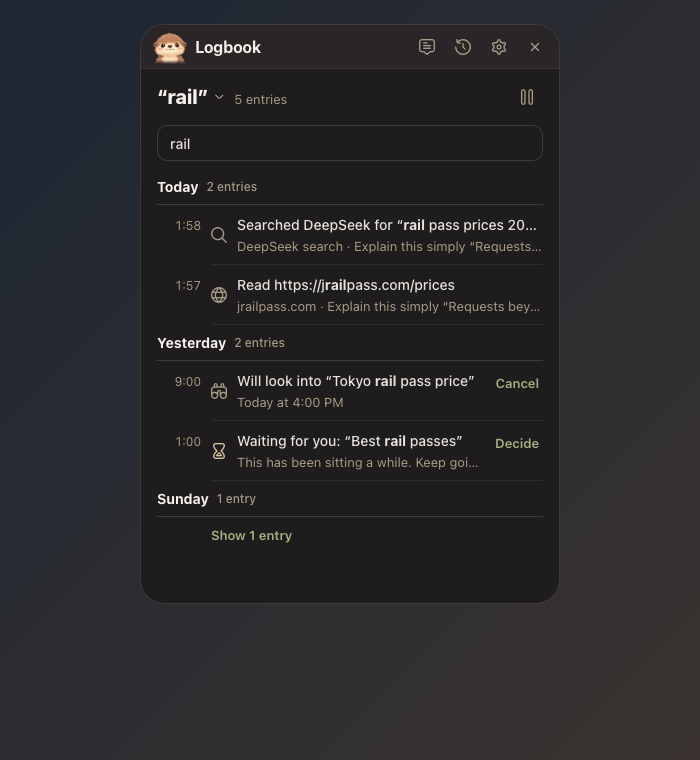 Logbook
“rail” 5 entries
rail
Today 2 entries
1:58 Searched DeepSeek for “rail pass prices 20...
DeepSeek search · Explain this simply “Requests...
1:57 Read https://jrailpass.com/prices
jrailpass.com · Explain this simply “Requests bey...
Yesterday 2 entries
9:00 Will look into “Tokyo rail pass price” Cancel
Today at 4:00 PM
1:00 Waiting for you: “Best rail passes” Decide
This has been sitting a while. Keep goi...
Sunday 1 entry
Show 1 entry